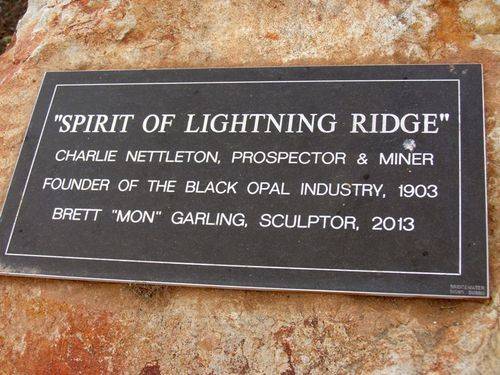 "SPIRIT OF LIGHTNING RIDGE"
CHARLIE NETTLETON, PROSPECTOR & MINER
FOUNDER OF THE BLACK OPAL INDUSTRY, 1903
BRETT "MON" GARLING, SCULPTOR, 2013